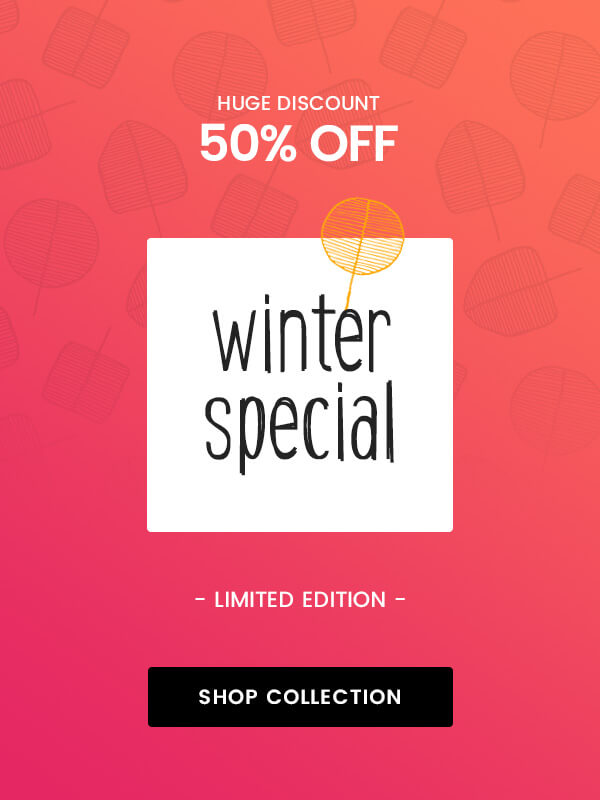 HUGE DISCOUNT
50% OFF
winter
special
- LIMITED EDITION -
SHOP COLLECTION